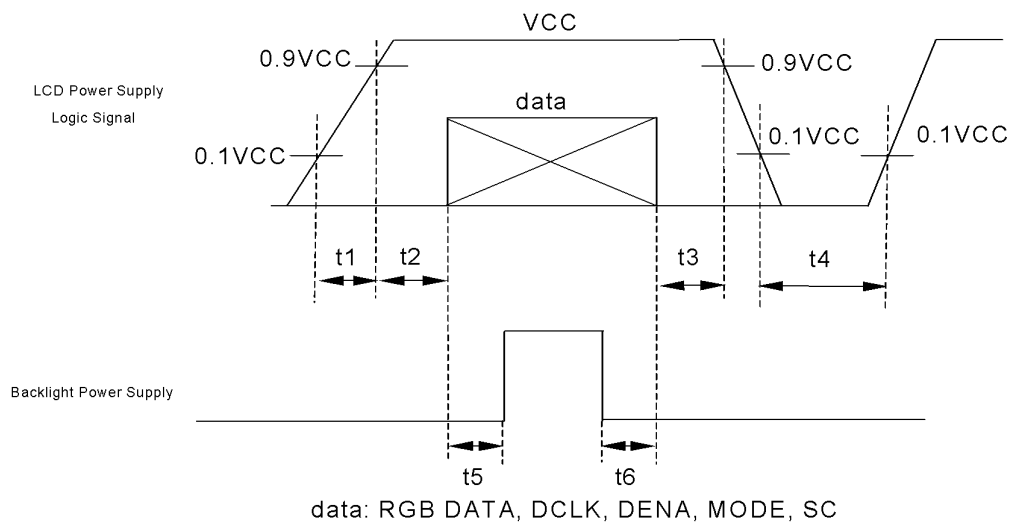 VCC
0.9VCC
0.9VCC
LCD Power Supply
Logic Signal
data
0.1VCC
0.1VCC
0.1VCC
t1
t2
t3
t4
Backlight Power Supply
t5
t6
data: RGB DATA, DCLK, DENA, MODE, SC